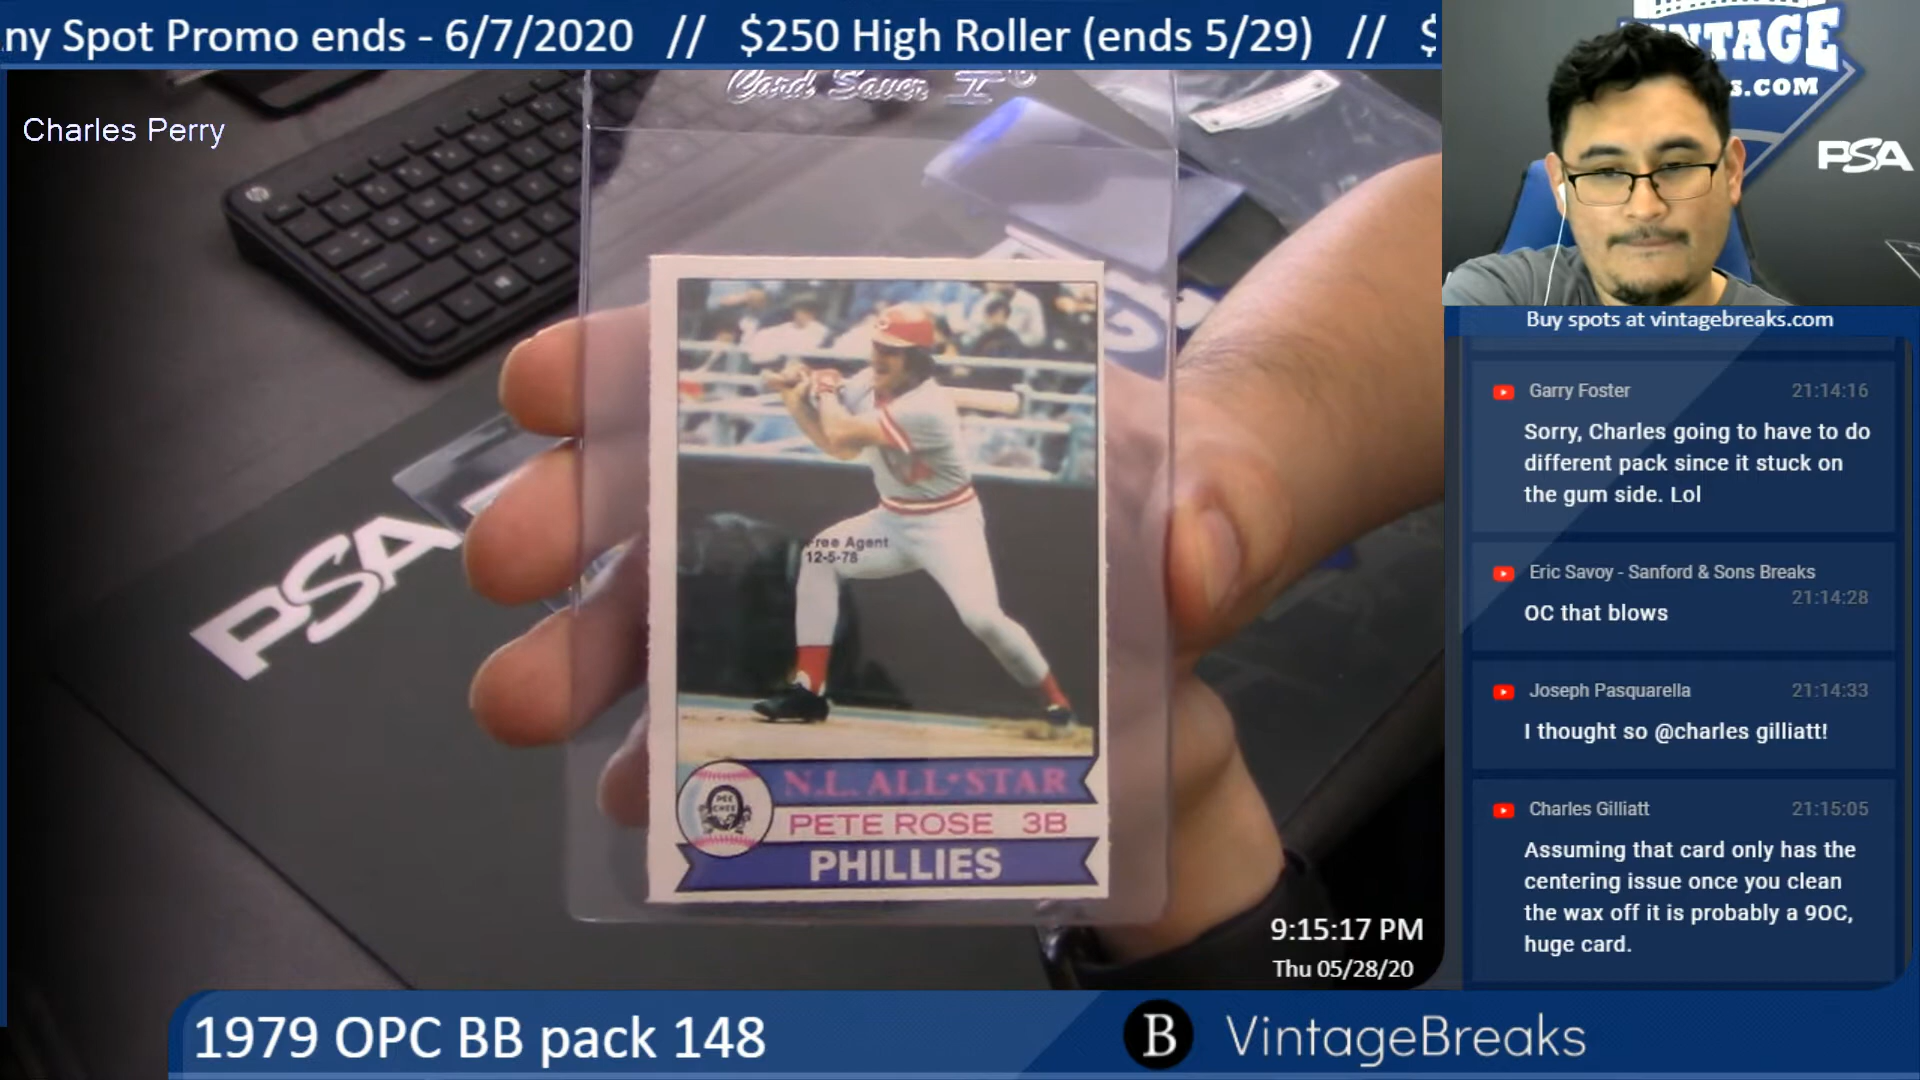 ny Spot Promo ends - 6/7/2020 // $250 High Roller (ends 5/29) // $
Card Saver II
Charles Perry
VINTAGE
S.COM
PSA
Buy spots at vintagebreaks.com
Garry Foster 21:14:16
Sorry, Charles going to have to do
different pack since it stuck on
the gum side. Lol
Eric Savoy - Sanford & Sons Breaks
21:14:28
OC that blows
Joseph Pasquarella 21:14:33
I thought so @charles gilliatt!
Charles Gilliatt 21:15:05
Assuming that card only has the
centering issue once you clean
the wax off it is probably a 9OC,
huge card.
hp
PSA
Free Agent
12-5-78
N.L. ALL★STAR
O PEE CHEE
PETE ROSE 3B
PHILLIES
9:15:17 PM
Thu 05/28/20
1979 OPC BB pack 148
B VintageBreaks